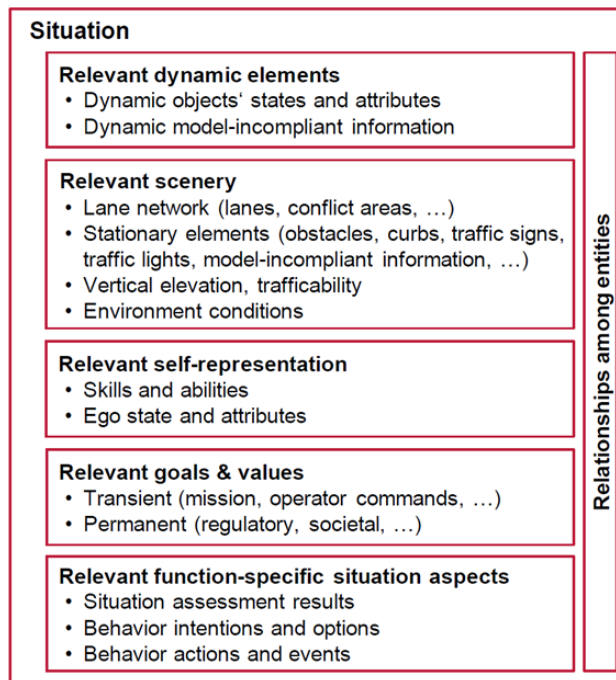 Situation
Relevant dynamic elements
• Dynamic objects‘ states and attributes
• Dynamic model-incompliant information
Relevant scenery
• Lane network (lanes, conflict areas, …)
• Stationary elements (obstacles, curbs, traffic signs,
traffic lights, model-incompliant information, …)
• Vertical elevation, trafficability
• Environment conditions
Relevant self-representation
• Skills and abilities
• Ego state and attributes
Relevant goals & values
• Transient (mission, operator commands, …)
• Permanent (regulatory, societal, …)
Relevant function-specific situation aspects
• Situation assessment results
• Behavior intentions and options
• Behavior actions and events
Relationships among entities